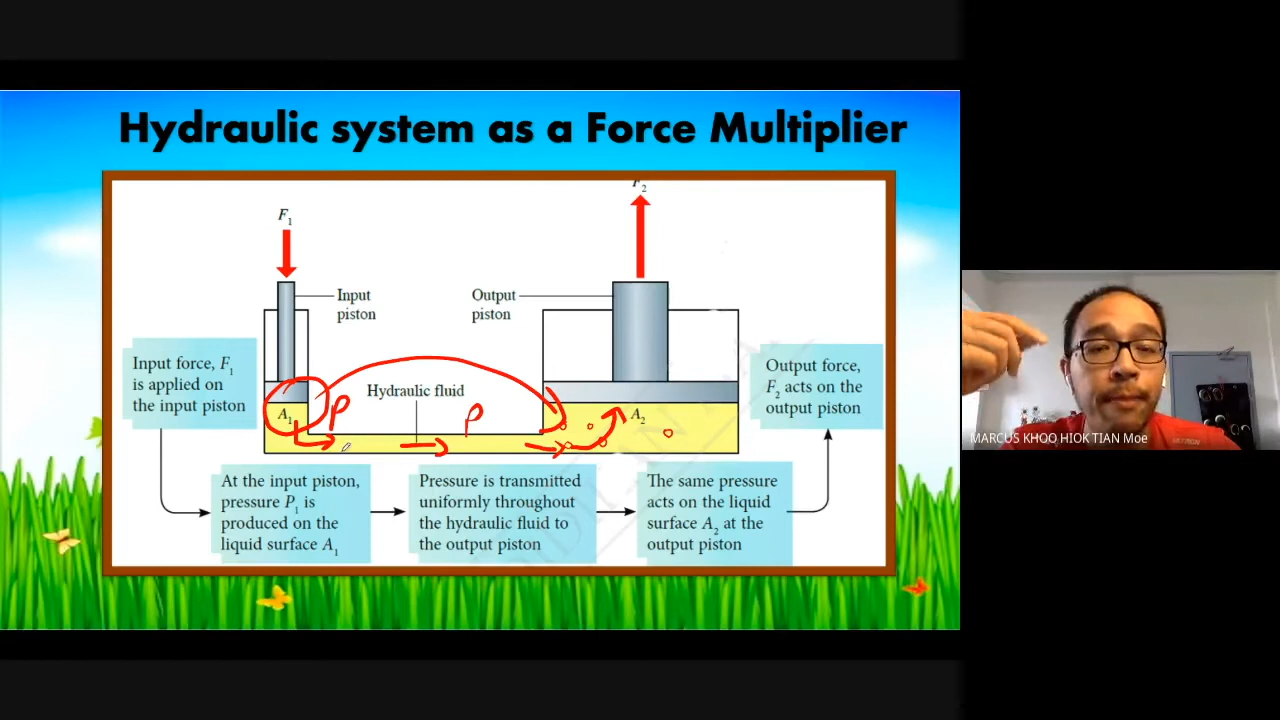 Hydraulic system as a Force Multiplier
F₁
F₂
Input
piston
Output
piston
Input force, F₁
is applied on
the input piston
Hydraulic fluid
A₁
P
P
A₂
Output force,
F₂ acts on the
output piston
MARCUS KHOO HIOK TIAN Moe
At the input piston,
pressure P₁ is
produced on the
liquid surface A₁
Pressure is transmitted
uniformly throughout
the hydraulic fluid to
the output piston
The same pressure
acts on the liquid
surface A₂ at the
output piston